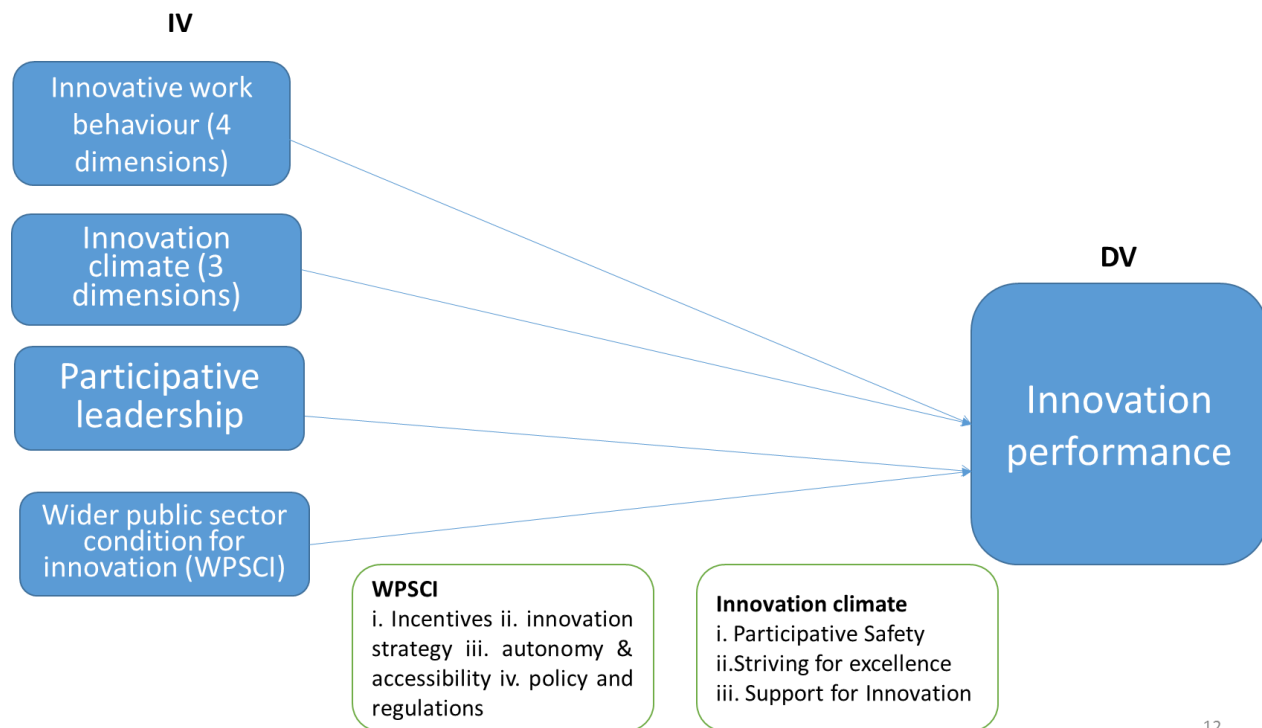 IV
Innovative work
behaviour (4
dimensions)
Innovation
climate (3
dimensions)
Participative
leadership
Wider public sector
condition for
innovation (WPSCI)
DV
Innovation
performance
WPSCI
i. Incentives ii. innovation
strategy iii. autonomy &
accessibility iv. policy and
regulations
Innovation climate
i. Participative Safety
ii.Striving for excellence
iii. Support for Innovation
12